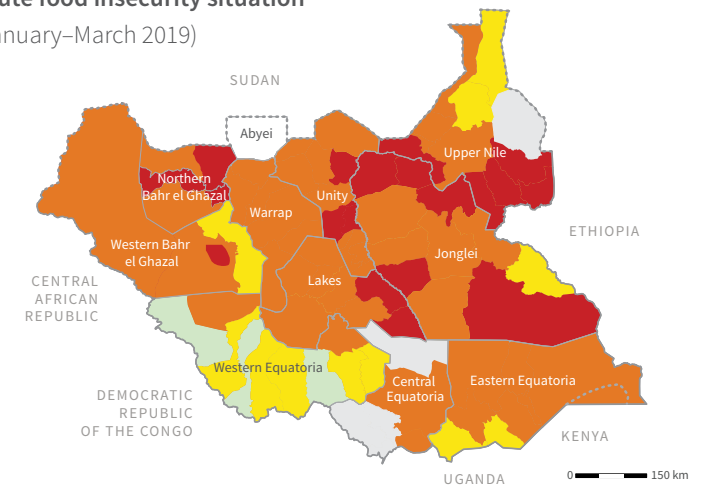 food insecurity situation
March 2019)
SUDAN
Abyei
Upper Nile
Northern
Bahr el Ghazal
Unity
Warrap
ETHIOPIA
Western Bahr
el Ghazal
Jonglei
Lakes
CENTRAL
AFRICAN
REPUBLIC
Western Equatoria
Central
Equatoria
Eastern Equatoria
DEMOCRATIC
REPUBLIC
OF THE CONGO
KENYA
UGANDA
0 150 km